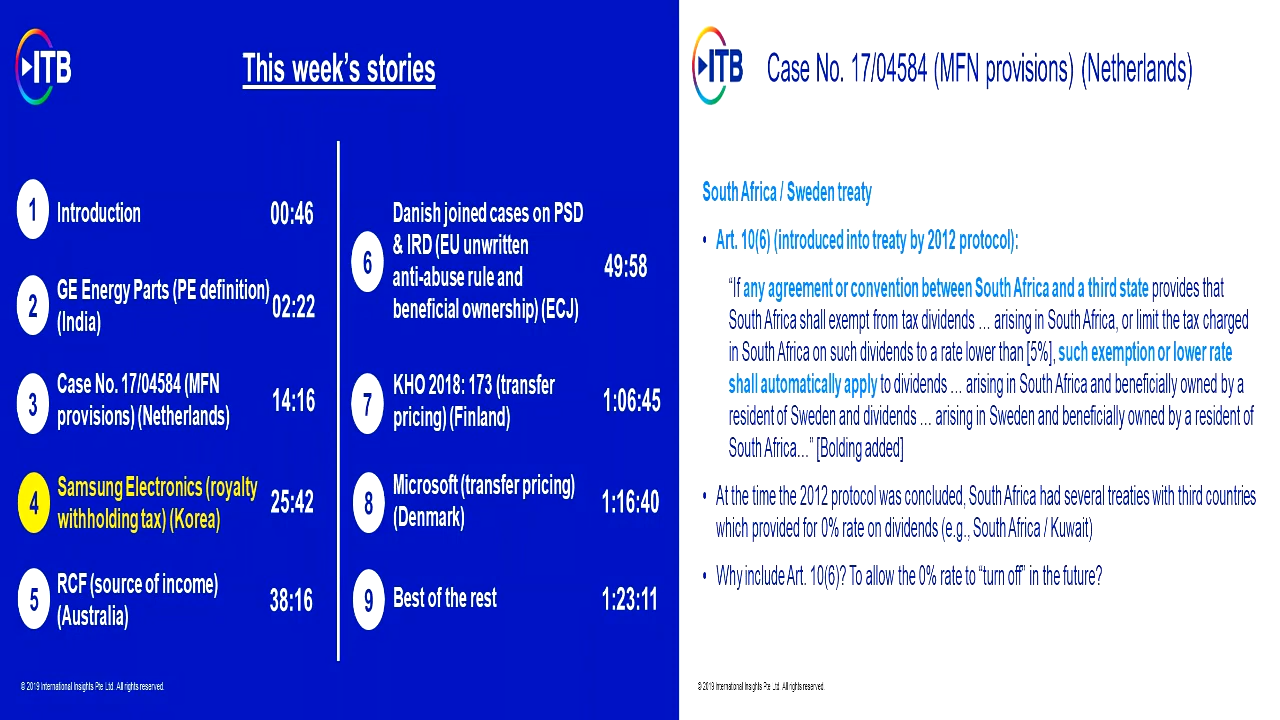 ITB
This week's stories
1 Introduction 00:46
2 GE Energy Parts (PE definition) 02:22
(India)
3 Case No. 17/04584 (MFN 14:16
provisions) (Netherlands)
4 Samsung Electronics (royalty 25:42
withholding tax) (Korea)
5 RCF (source of income) 38:16
(Australia)
6 Danish joined cases on PSD
& IRD (EU unwritten
anti-abuse rule and 49:58
beneficial ownership) (ECJ)
7 KHO 2018: 173 (transfer 1:06:45
pricing) (Finland)
8 Microsoft (transfer pricing) 1:16:40
(Denmark)
9 Best of the rest 1:23:11
© 2019 International Insights Pte Ltd. All rights reserved.
ITB
Case No. 17/04584 (MFN provisions) (Netherlands)
South Africa / Sweden treaty
• Art. 10(6) (introduced into treaty by 2012 protocol):
“If any agreement or convention between South Africa and a third state provides that
South Africa shall exempt from tax dividends … arising in South Africa, or limit the tax charged
in South Africa on such dividends to a rate lower than [5%], such exemption or lower rate
shall automatically apply to dividends … arising in South Africa and beneficially owned by a
resident of Sweden and dividends … arising in Sweden and beneficially owned by a resident of
South Africa…” [Bolding added]
• At the time the 2012 protocol was concluded, South Africa had several treaties with third countries
which provided for 0% rate on dividends (e.g., South Africa / Kuwait)
• Why include Art. 10(6)? To allow the 0% rate to “turn off” in the future?
© 2019 International Insights Pte Ltd. All rights reserved.